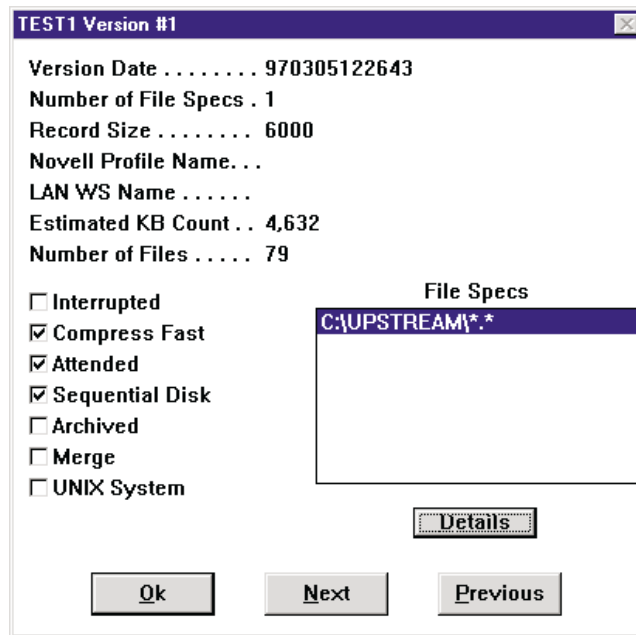 TEST1 Version #1
Version Date . . . . . . . . 970305122643
Number of File Specs . 1
Record Size . . . . . . . . 6000
Novell Profile Name. . .
LAN WS Name . . . . . .
Estimated KB Count . . 4,632
Number of Files . . . . . 79
Interrupted
Compress Fast
Attended
Sequential Disk
Archived
Merge
UNIX System
File Specs
C:\UPSTREAM\*.*
Details
Ok
Next
Previous